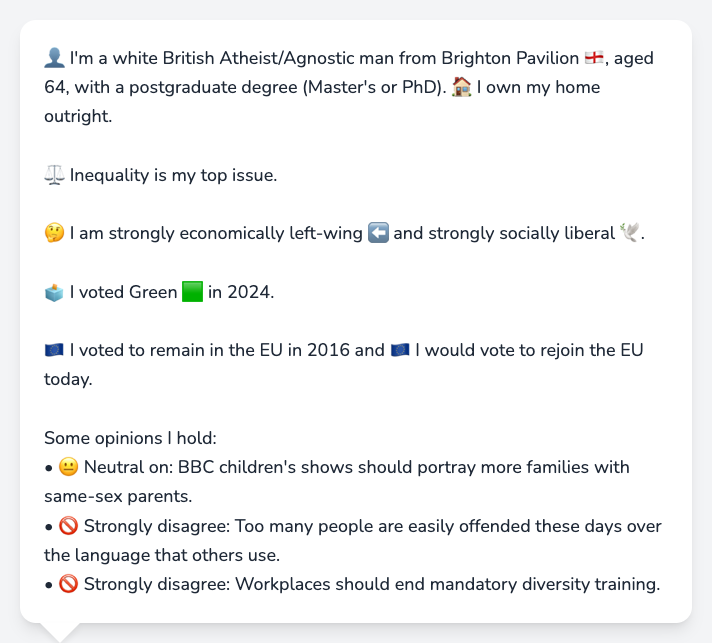 👤 I'm a white British Atheist/Agnostic man from Brighton Pavilion 🏴󠁧󠁢󠁥󠁮󠁧󠁿, aged
64, with a postgraduate degree (Master's or PhD). 🏠 I own my home
outright.
⚖️ Inequality is my top issue.
🤔 I am strongly economically left-wing ⬅️ and strongly socially liberal 🕊️.
🗳️ I voted Green 🟩 in 2024.
🇪🇺 I voted to remain in the EU in 2016 and 🇪🇺 I would vote to rejoin the EU
today.
Some opinions I hold:
• 😐 Neutral on: BBC children's shows should portray more families with
same-sex parents.
• 🚫 Strongly disagree: Too many people are easily offended these days over
the language that others use.
• 🚫 Strongly disagree: Workplaces should end mandatory diversity training.